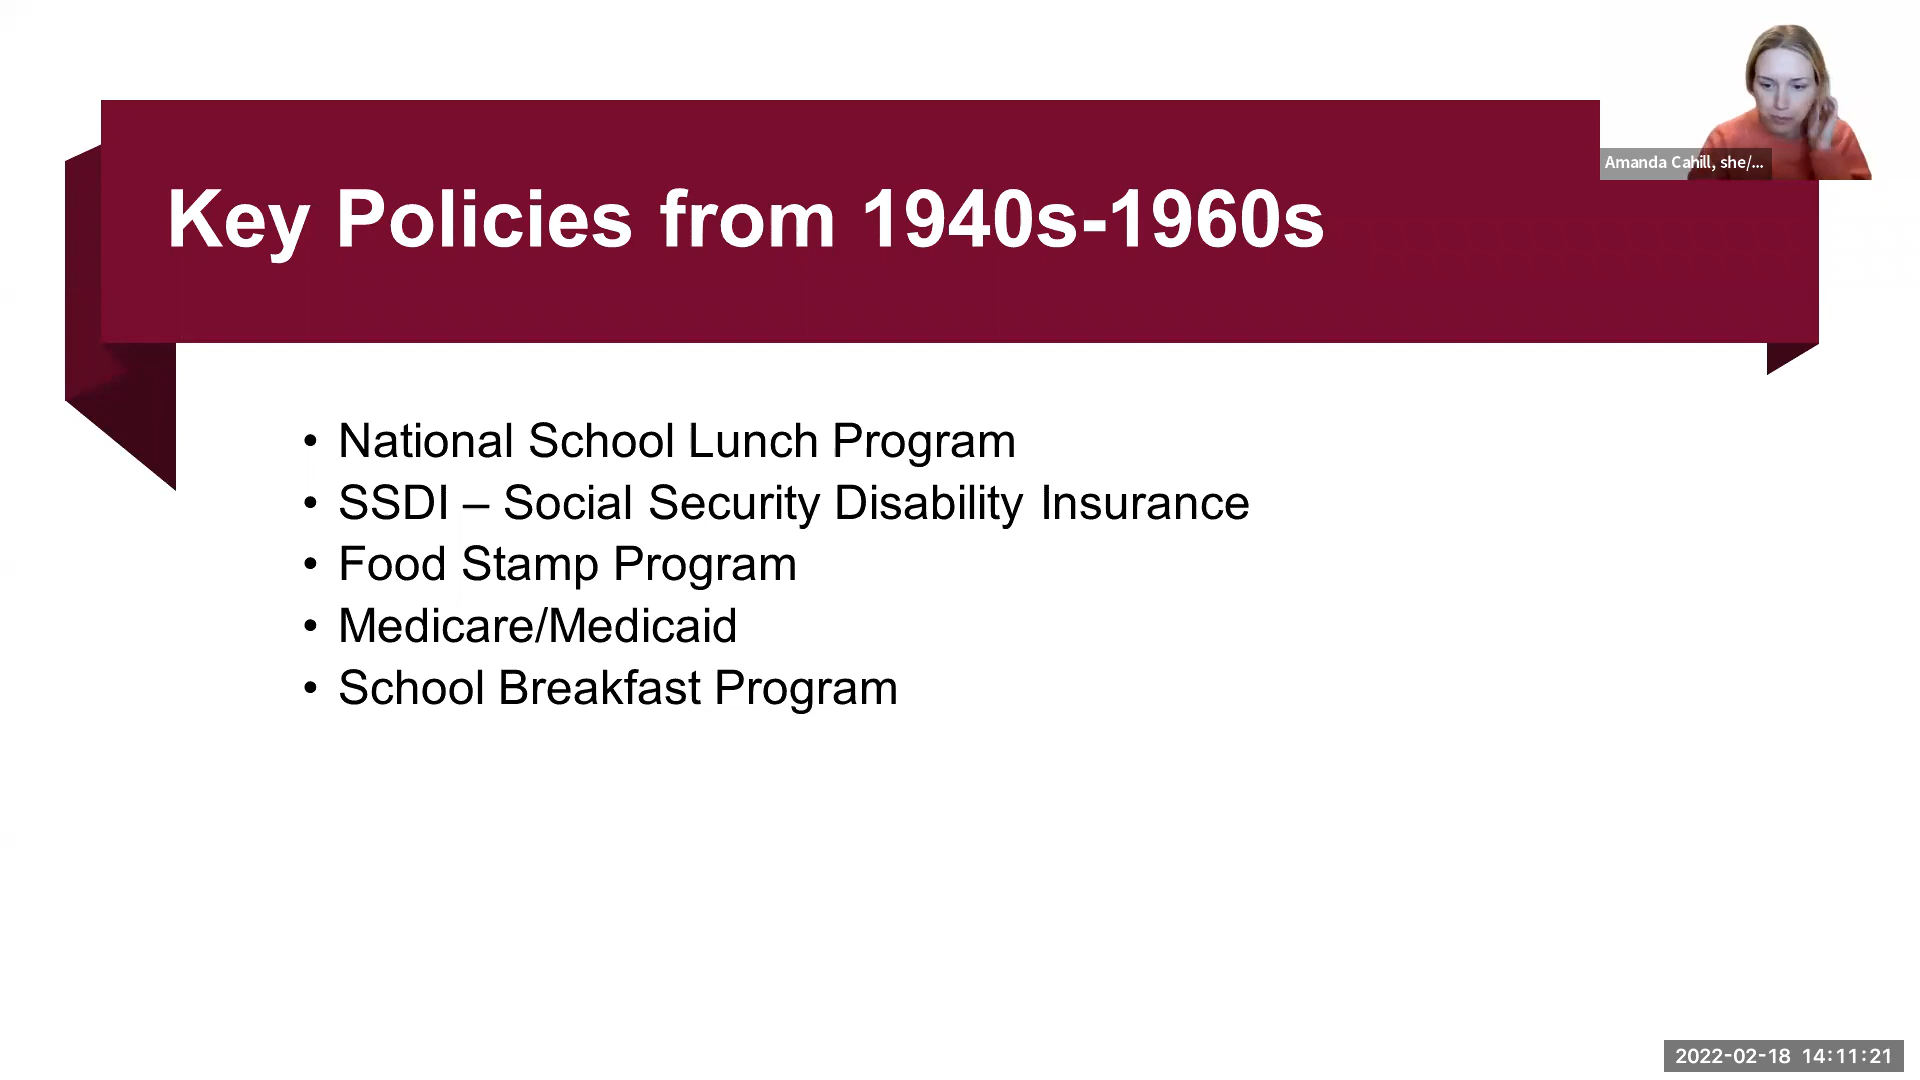 Amanda Cahill, she/...
Key Policies from 1940s-1960s
• National School Lunch Program
• SSDI – Social Security Disability Insurance
• Food Stamp Program
• Medicare/Medicaid
• School Breakfast Program
2022-02-18 14:11:21